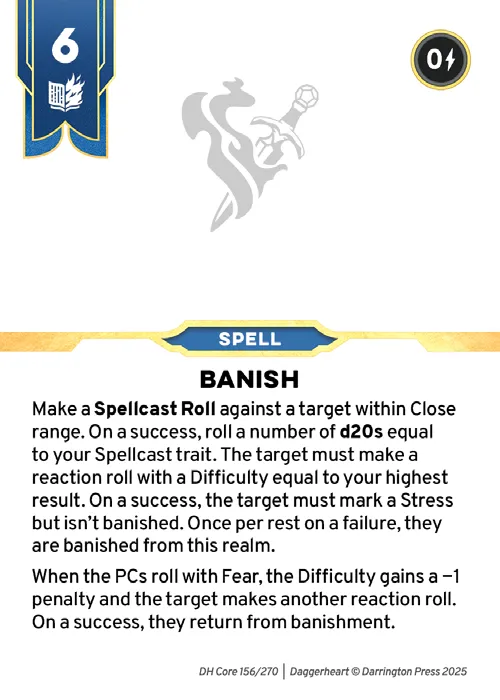 6
0
SPELL
BANISH
Make a Spellcast Roll against a target within Close
range. On a success, roll a number of d20s equal
to your Spellcast trait. The target must make a
reaction roll with a Difficulty equal to your highest
result. On a success, the target must mark a Stress
but isn’t banished. Once per rest on a failure, they
are banished from this realm.
When the PCs roll with Fear, the Difficulty gains a −1
penalty and the target makes another reaction roll.
On a success, they return from banishment.
DH Core 156/270 | Daggerheart © Darrington Press 2025